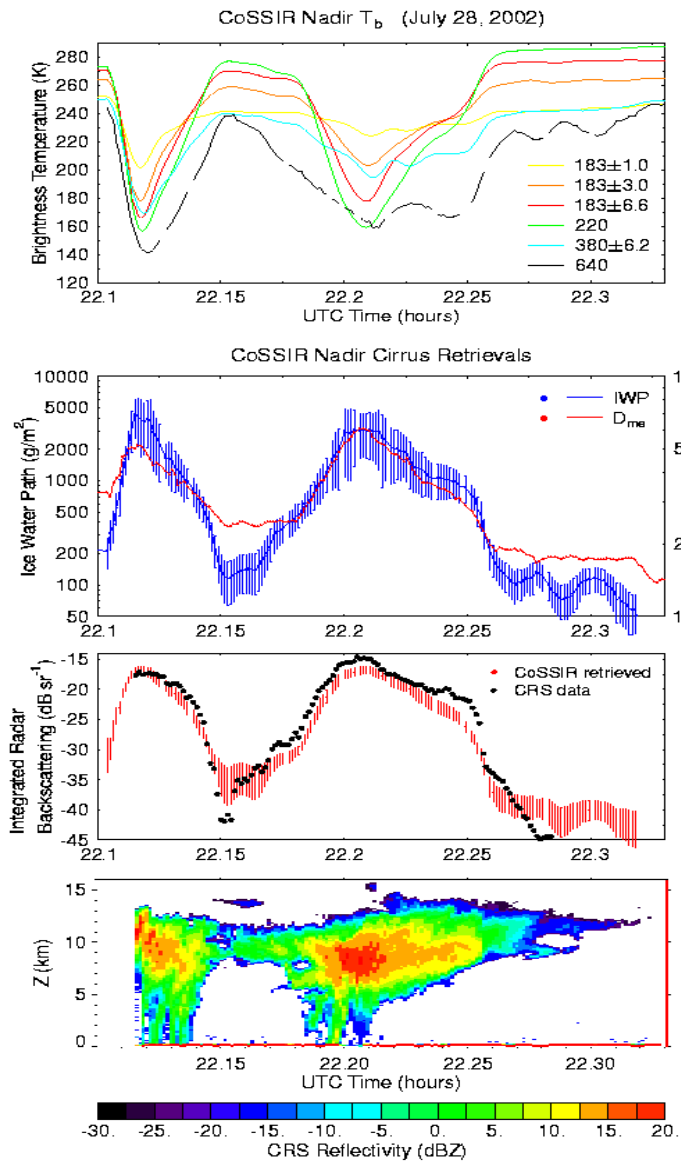 CoSSIR Nadir Tb (July 28, 2002)
Brightness Temperature (K)
280
260
240
220
200
180
160
140
120
183±1.0
183±3.0
183±6.6
220
380±6.2
640
22.1 22.15 22.2 22.25 22.3
UTC Time (hours)
CoSSIR Nadir Cirrus Retrievals
Ice Water Path (g/m²)
10000
5000
2000
1000
500
200
100
50
IWP
Dme
1
5
2
1
22.1 22.15 22.2 22.25 22.3
Integrated Radar
Backscattering (dB sr⁻¹)
-15
-20
-25
-30
-35
-40
-45
CoSSIR retrieved
CRS data
22.1 22.15 22.2 22.25 22.3
Z (km)
15
10
5
0
22.15 22.20 22.25 22.30
UTC Time (hours)
-30. -25. -20. -15. -10. -5. 0. 5. 10. 15. 20.
CRS Reflectivity (dBZ)